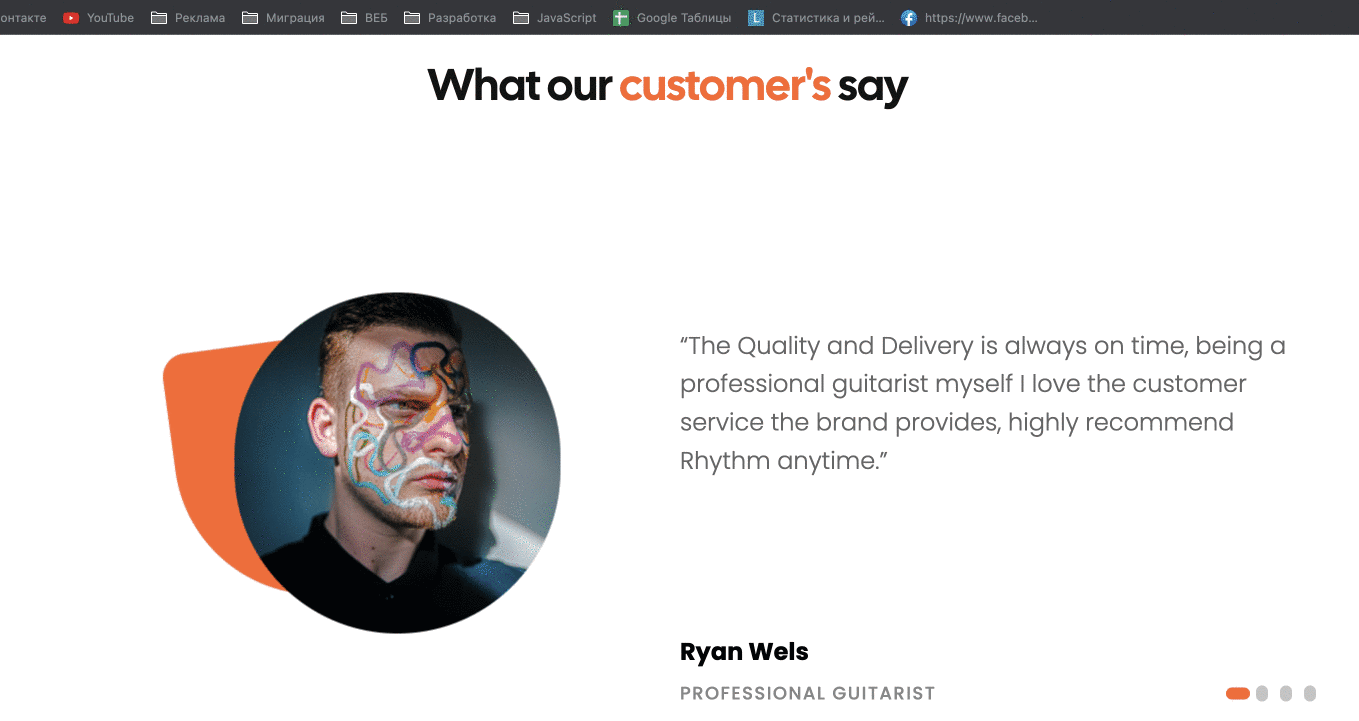 онтакте YouTube Реклама Миграция ВЕБ Разработка JavaScript Google Таблицы Статистика и рей... https://www.faceb...
What our customer's say
“The Quality and Delivery is always on time, being a
professional guitarist myself I love the customer
service the brand provides, highly recommend
Rhythm anytime.”
Ryan Wels
PROFESSIONAL GUITARIST